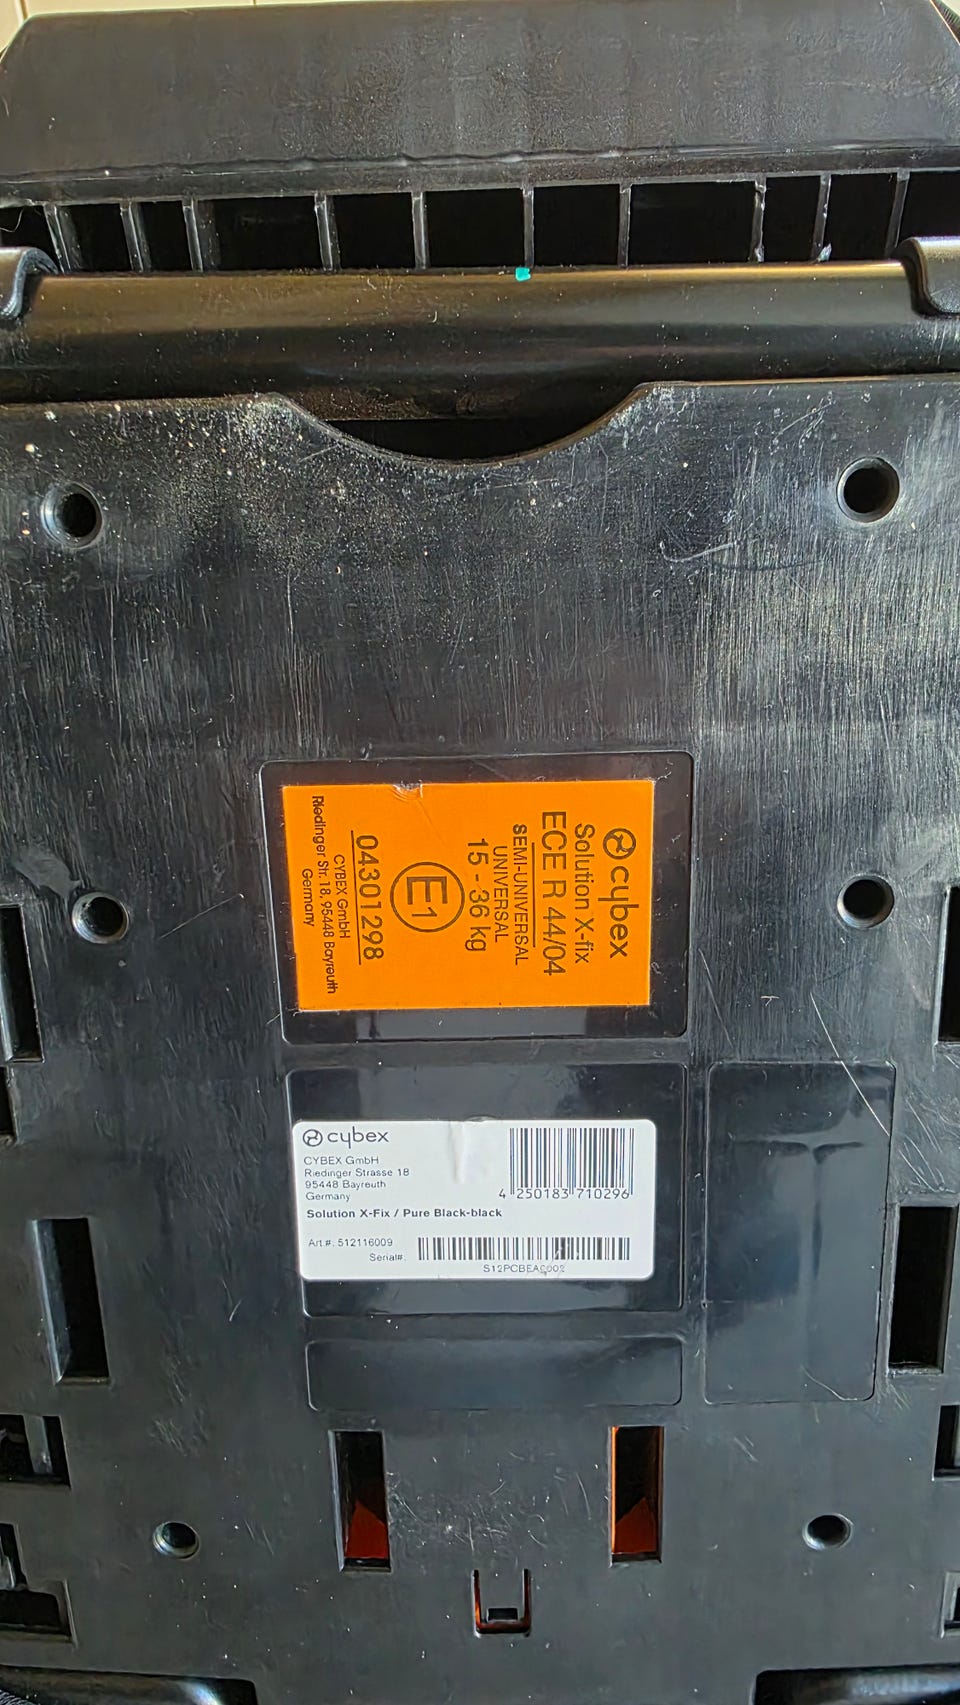 cybex
Solution X-fix
ECE R 44/04
SEMI-UNIVERSAL
UNIVERSAL
15 - 36 kg
E1
04301298
CYBEX GmbH
Riedinger Str. 18, 95448 Bayreuth
Germany
cybex
CYBEX GmbH
Riedinger Strasse 18
95448 Bayreuth
Germany
4 250183 710296
Solution X-Fix / Pure Black-black
Art.#: 512116009
Serial#: